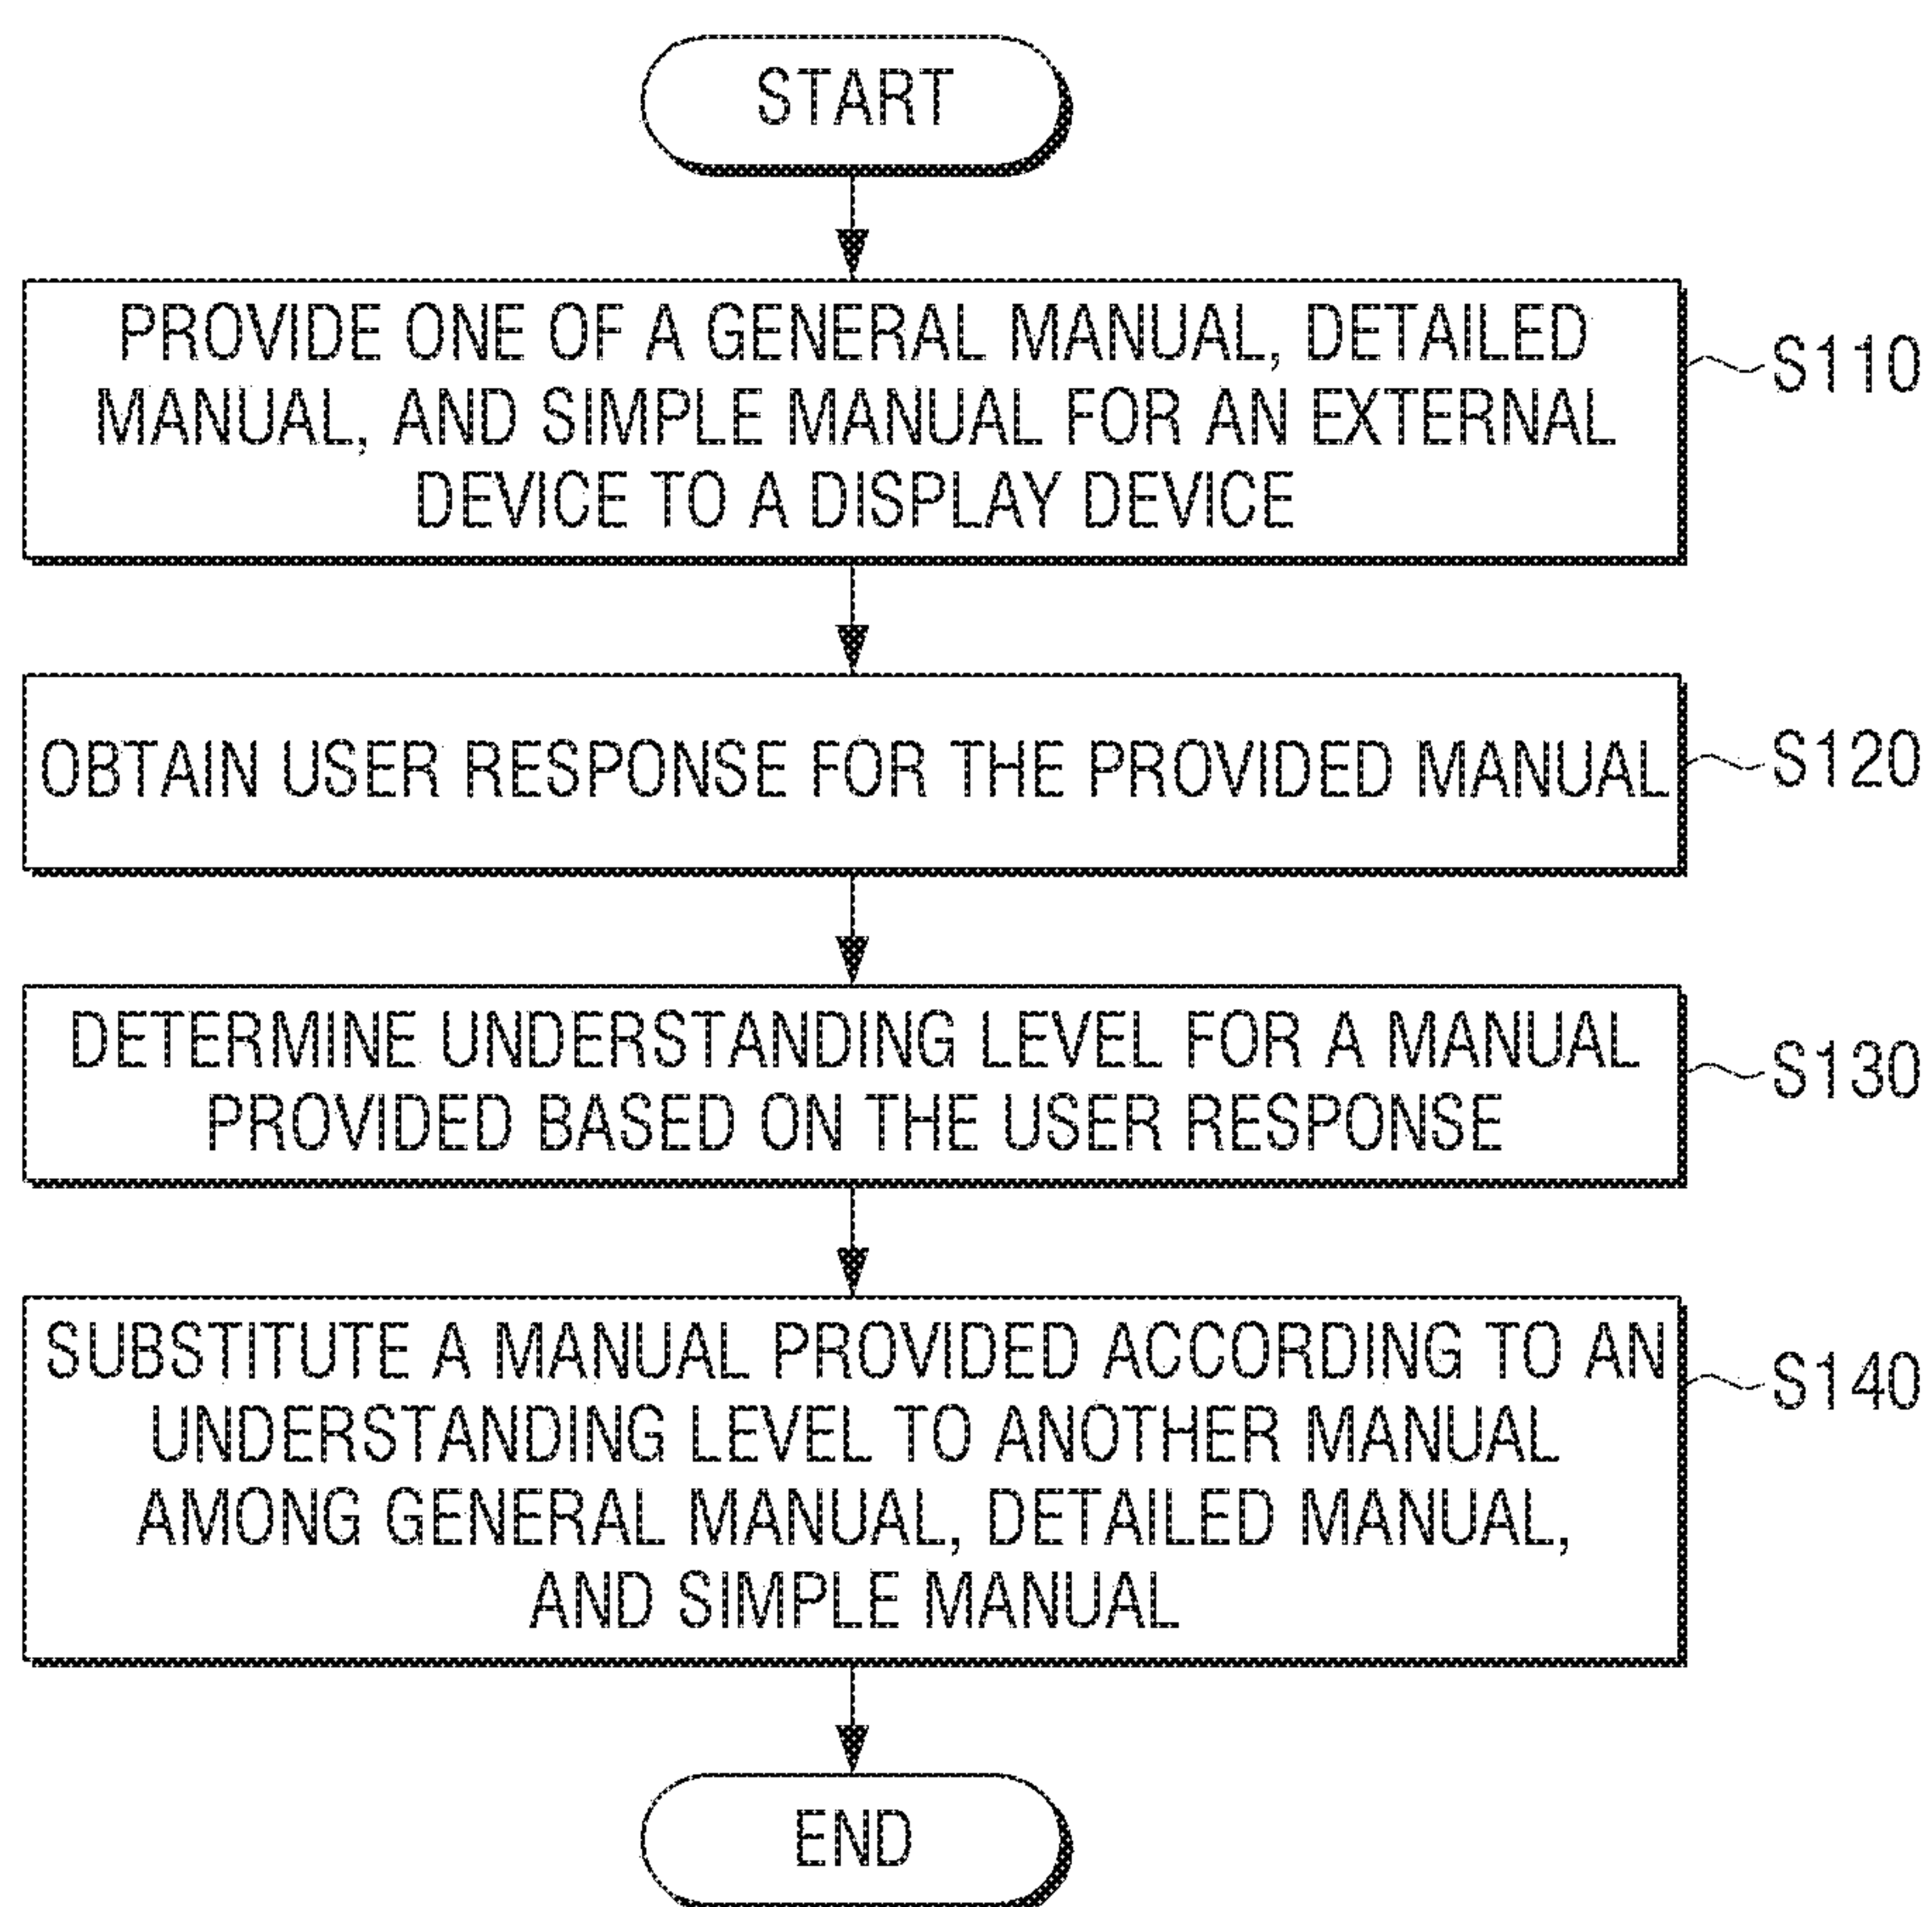 START
PROVIDE ONE OF A GENERAL MANUAL, DETAILED
MANUAL, AND SIMPLE MANUAL FOR AN EXTERNAL
DEVICE TO A DISPLAY DEVICE
S110
OBTAIN USER RESPONSE FOR THE PROVIDED MANUAL
S120
DETERMINE UNDERSTANDING LEVEL FOR A MANUAL
PROVIDED BASED ON THE USER RESPONSE
S130
SUBSTITUTE A MANUAL PROVIDED ACCORDING TO AN
UNDERSTANDING LEVEL TO ANOTHER MANUAL
AMONG GENERAL MANUAL, DETAILED MANUAL,
AND SIMPLE MANUAL
S140
END